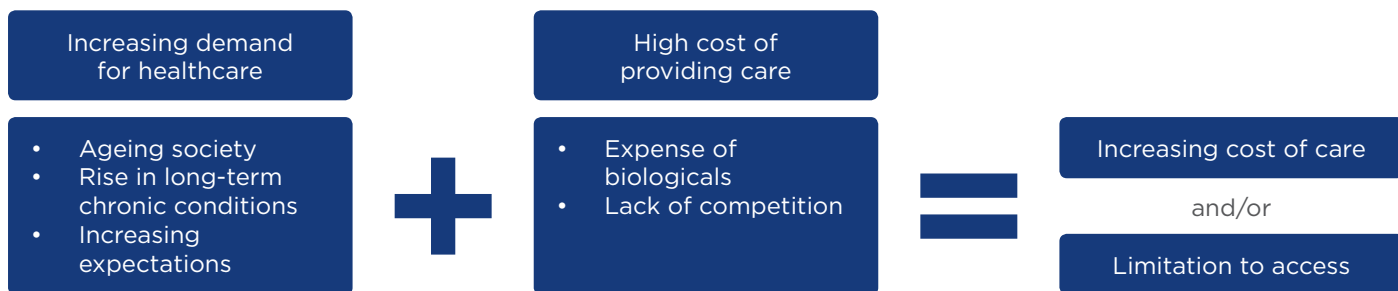 Increasing demand
for healthcare
• Ageing society
• Rise in long-term
chronic conditions
• Increasing
expectations
+
High cost of
providing care
• Expense of
biologicals
• Lack of competition
=
Increasing cost of care
and/or
Limitation to access